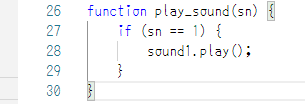 26 function play_sound(sn) {
27     if (sn == 1) {
28         sound1.play();
29     }
30 }